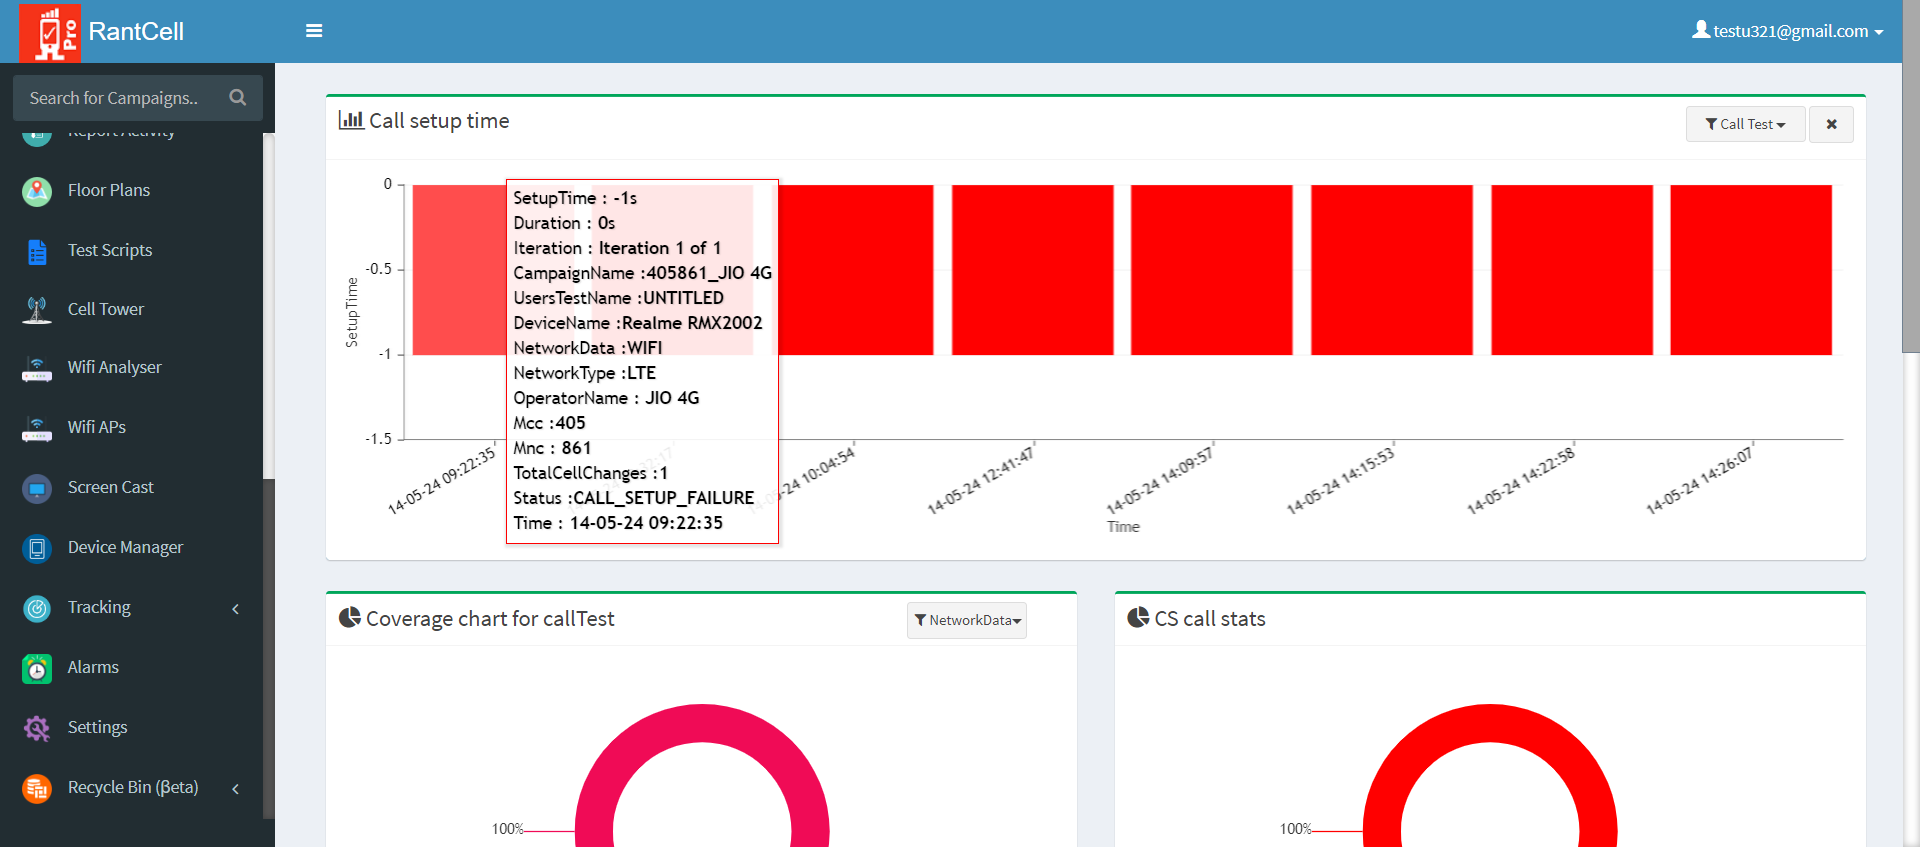 Pro
RantCell
testu321@gmail.com
Search for Campaigns..
Report Activity
Floor Plans
Test Scripts
Cell Tower
Wifi Analyser
Wifi APs
Screen Cast
Device Manager
Tracking
Alarms
Settings
Recycle Bin (βeta)
Call setup time
Call Test
0
-0.5
-1
-1.5
SetupTime
SetupTime : -1s
Duration : 0s
Iteration : Iteration 1 of 1
CampaignName :405861_JIO 4G
UsersTestName :UNTITLED
DeviceName :Realme RMX2002
NetworkData :WIFI
NetworkType :LTE
OperatorName : JIO 4G
Mcc :405
Mnc : 861
TotalCellChanges :1
Status :CALL_SETUP_FAILURE
Time : 14-05-24 09:22:35
14-05-24 09:22:35
14-05-24 10:04:54
14-05-24 12:41:47
14-05-24 14:09:57
14-05-24 14:15:53
14-05-24 14:22:58
14-05-24 14:26:07
Time
Coverage chart for callTest
NetworkData
100%
CS call stats
100%